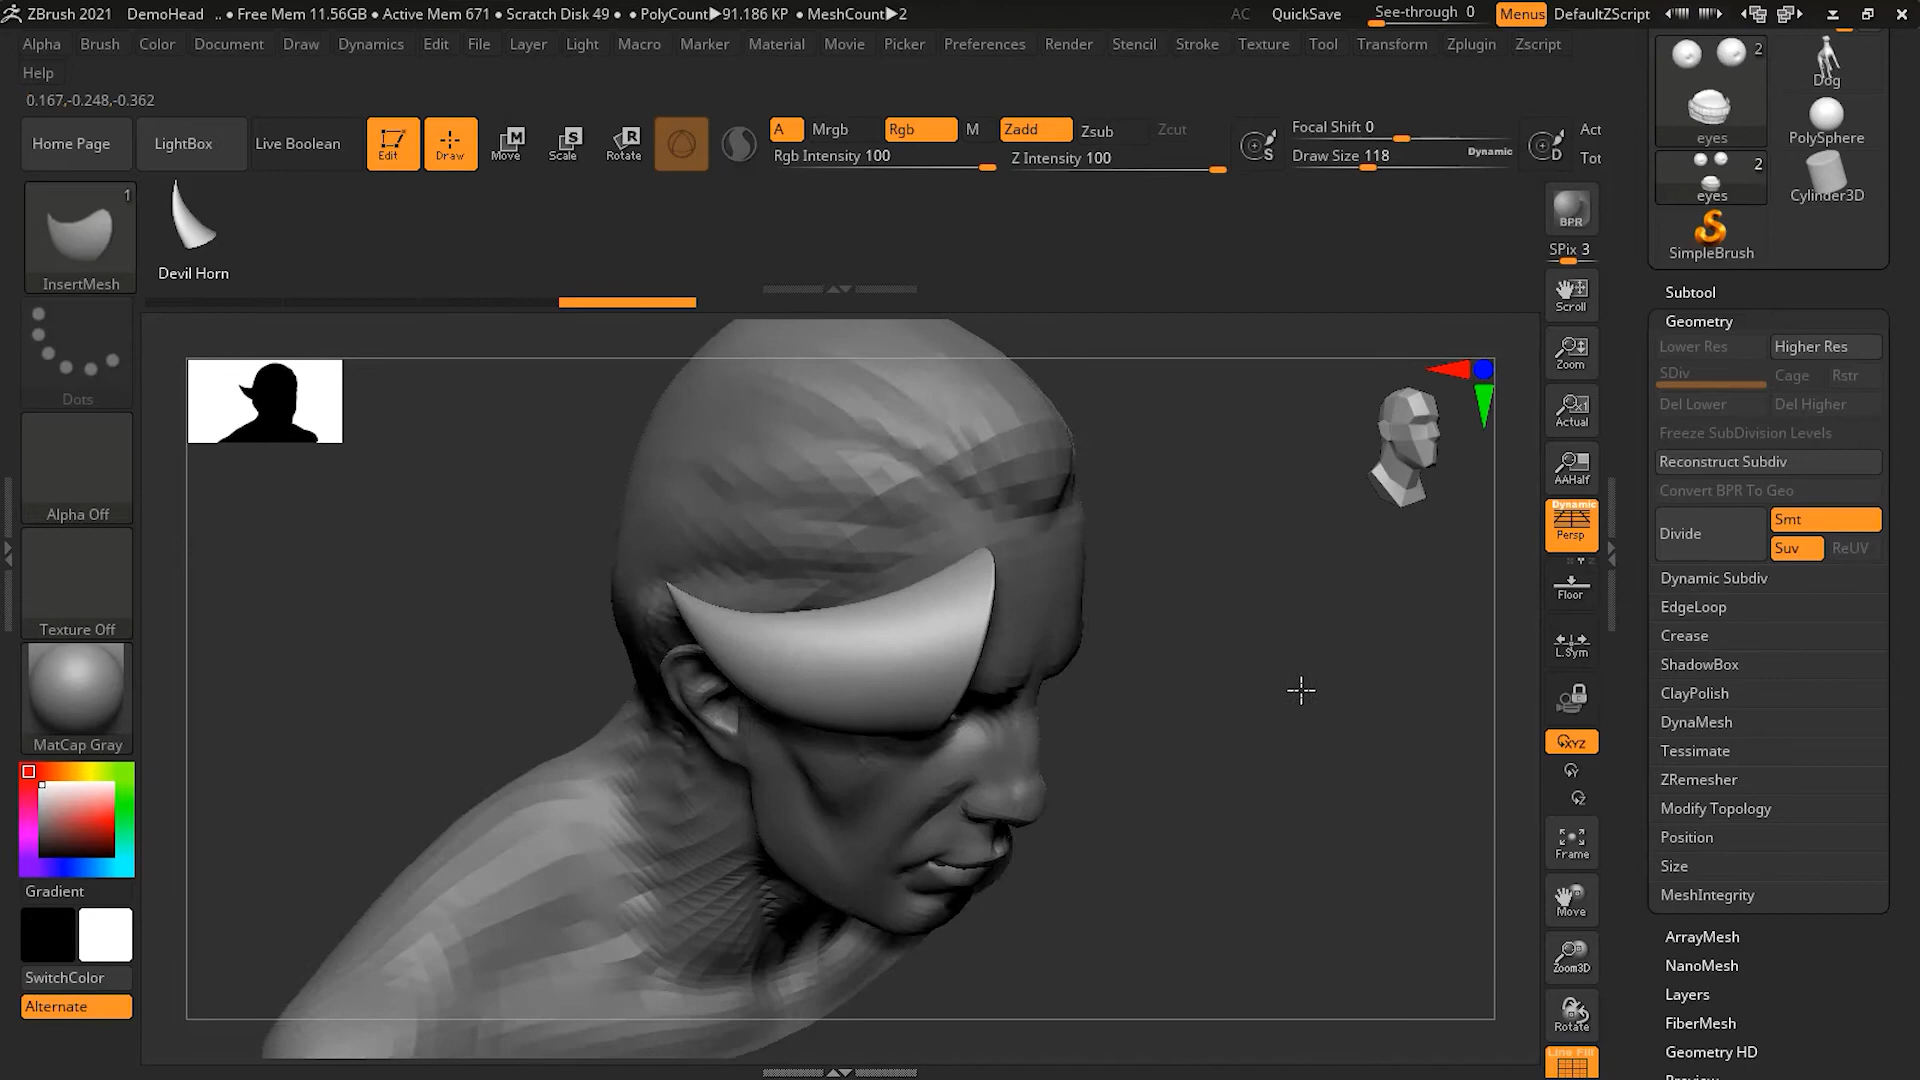 ZBrush 2021 DemoHead .. • Free Mem 11.56GB • Active Mem 671 • Scratch Disk 49 • • PolyCount▶91.186 KP • MeshCount▶2 AC QuickSave See-through 0 Menus DefaultZScript
Alpha Brush Color Document Draw Dynamics Edit File Layer Light Macro Marker Material Movie Picker Preferences Render Stencil Stroke Texture Tool Transform Zplugin Zscript
Help
0.167,-0.248,-0.362
Home Page LightBox Live Boolean Edit Draw Move Scale Rotate
M S R
A Mrgb Rgb M Zadd Zsub Zcut
Rgb Intensity 100 Z Intensity 100
S Focal Shift 0 D Act
Draw Size 118 Dynamic Tot
1
InsertMesh
Devil Horn
Dots
Alpha Off
Texture Off
MatCap Gray
Gradient
SwitchColor
Alternate
BPR
SPix 3
Scroll
Zoom
Actual
AAHalf
Dynamic
Persp
Floor
L.Sym
XYZ
Y
Z
Frame
Move
Zoom3D
Rotate
Line Fill
2
eyes
Dog
PolySphere
2
eyes
Cylinder3D
SimpleBrush
Subtool
Geometry
Lower Res Higher Res
SDiv Cage Rstr
Del Lower Del Higher
Freeze SubDivision Levels
Reconstruct Subdiv
Convert BPR To Geo
Divide Smt
Suv ReUV
Dynamic Subdiv
EdgeLoop
Crease
ShadowBox
ClayPolish
DynaMesh
Tessimate
ZRemesher
Modify Topology
Position
Size
MeshIntegrity
ArrayMesh
NanoMesh
Layers
FiberMesh
Geometry HD